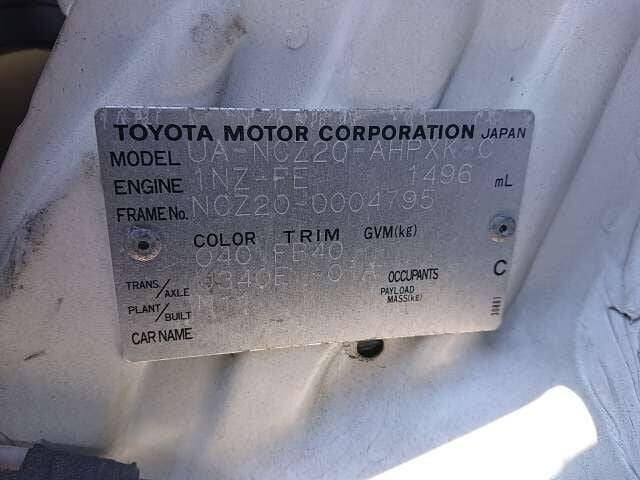 TOYOTA MOTOR CORPORATION JAPAN
MODEL UA-NCZ20-AHPXK-C
ENGINE 1NZ-FE 1496 mL
FRAME No. NCZ20-0004795
COLOR TRIM GVM(kg)
040 FB40
TRANS./AXLE U340E -01A OCCUPANTS C
PLANT/BUILT PAYLOAD MASS(kg)
CAR NAME